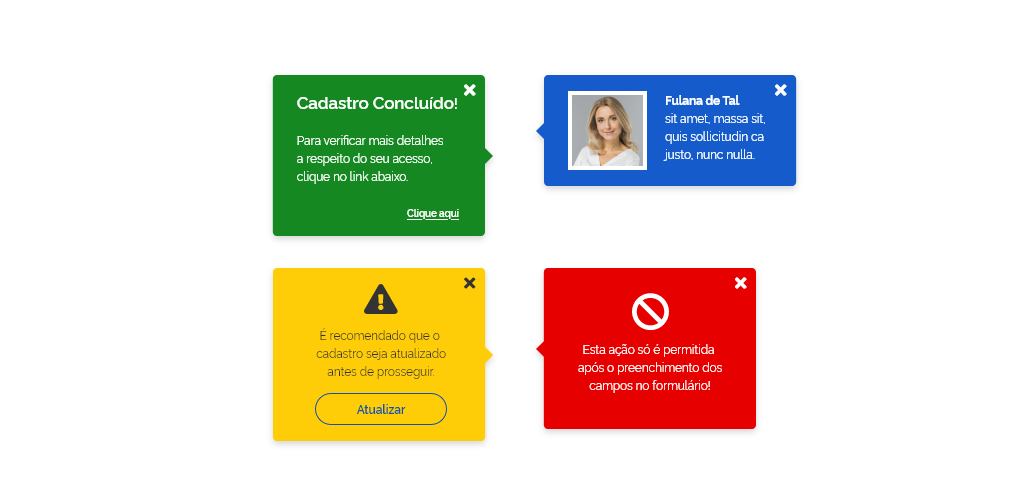 Cadastro Concluído!
Para verificar mais detalhes
a respeito do seu acesso,
clique no link abaixo.
Clique aqui
Fulana de Tal
sit amet, massa sit,
quis sollicitudin ca
justo, nunc nulla.
É recomendado que o
cadastro seja atualizado
antes de prosseguir.
Atualizar
Esta ação só é permitida
após o preenchimento dos
campos no formulário!